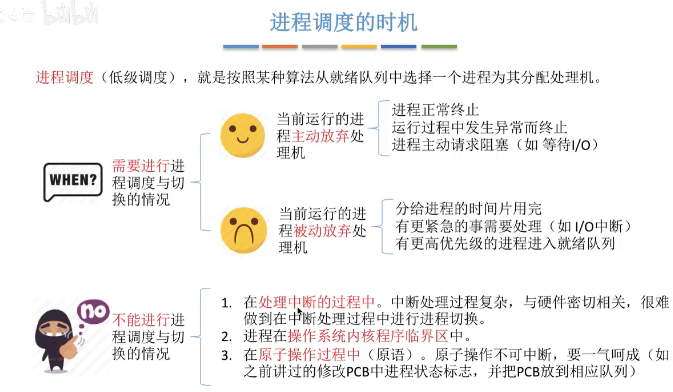 bilibili
进程调度的时机
进程调度（低级调度），就是按照某种算法从就绪队列中选择一个进程为其分配处理机。
WHEN?
需要进行进
程调度与切
换的情况
当前运行的进
程主动放弃处
理机
进程正常终止
运行过程中发生异常而终止
进程主动请求阻塞（如 等待I/O）
当前运行的进
程被动放弃处
理机
分给进程的时间片用完
有更紧急的事需要处理（如 I/O中断）
有更高优先级的进程进入就绪队列
no
不能进行进
程调度与切
换的情况
1. 在处理中断的过程中。中断处理过程复杂，与硬件密切相关，很难
做到在中断处理过程中进行进程切换。
2. 进程在操作系统内核程序临界区中。
3. 在原子操作过程中（原语）。原子操作不可中断，要一气呵成（如
之前讲过的修改PCB中进程状态标志，并把PCB放到相应队列）